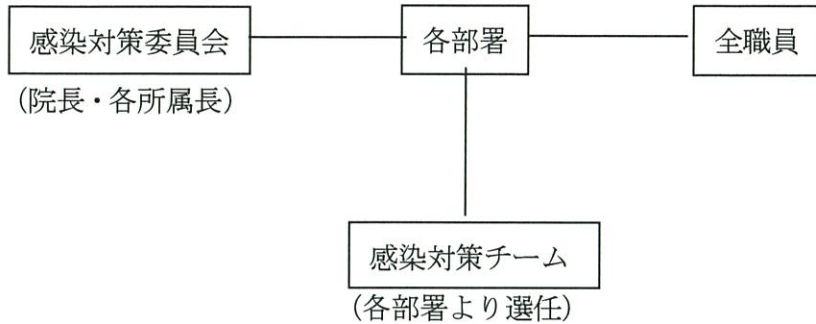 感染対策委員会
各部署
全職員
(院長・各所属長)
感染対策チーム
(各部署より選任)